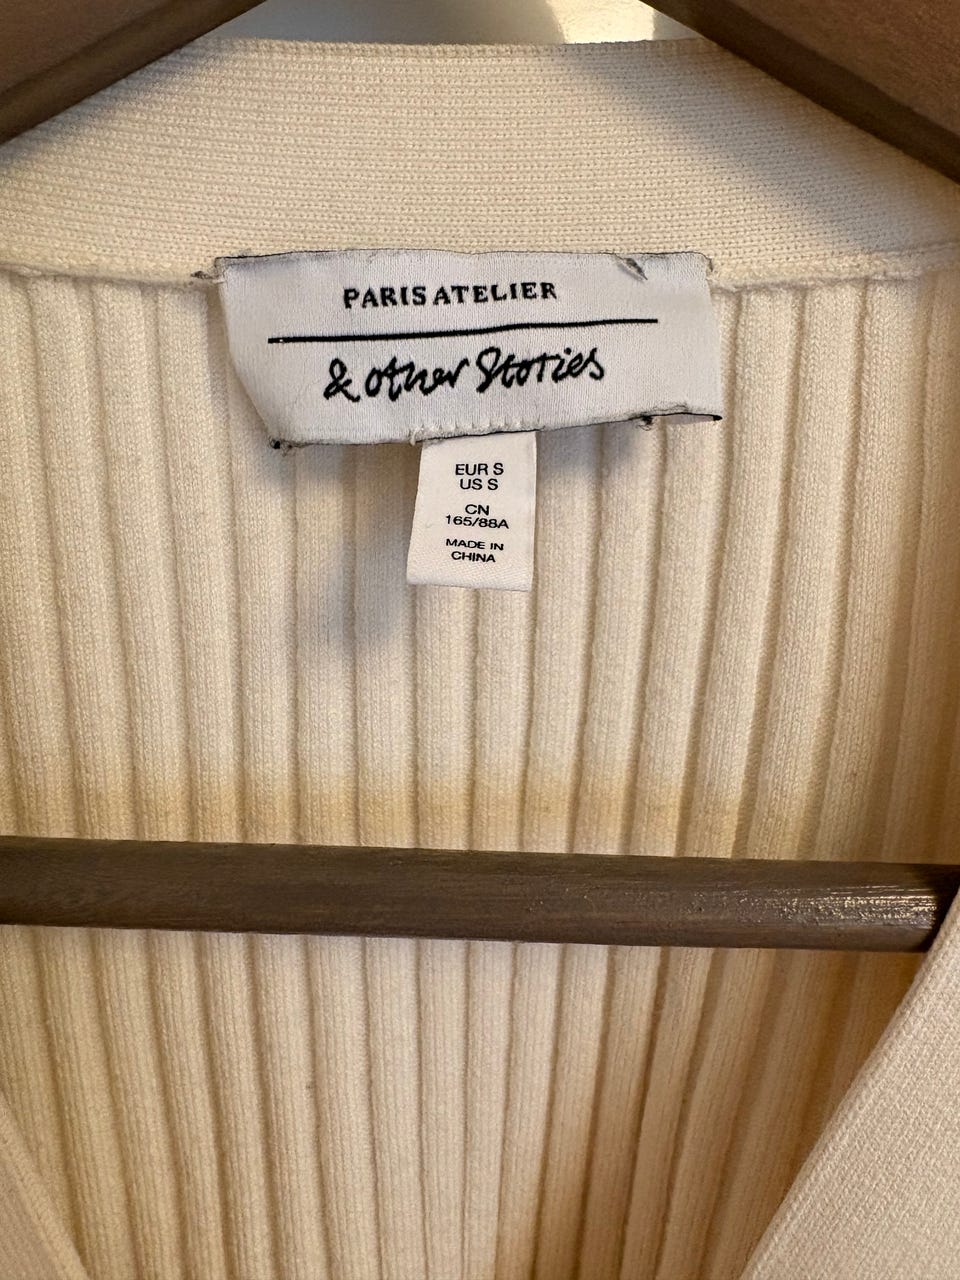 PARIS ATELIER
& other Stories
EUR S
US S
CN
165/88A
MADE IN
CHINA